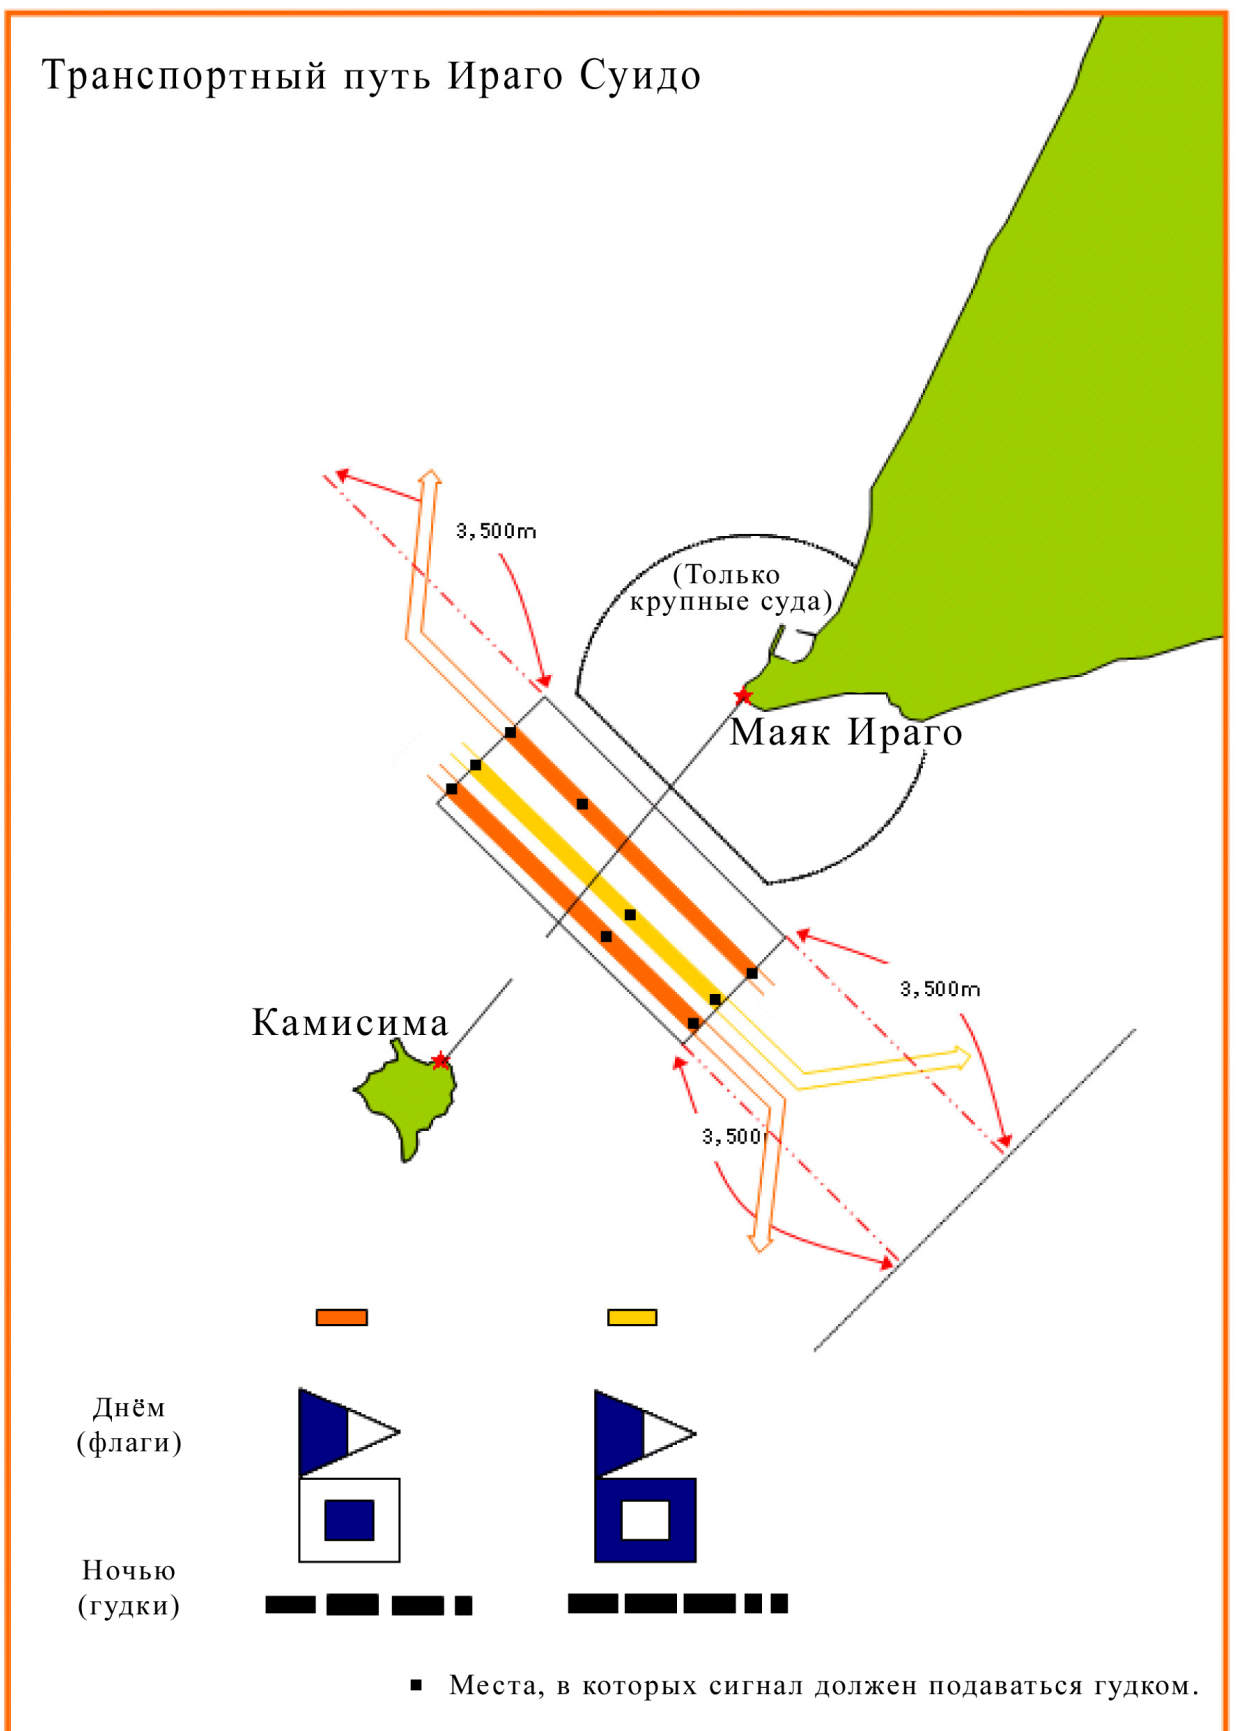 Транспортный путь Ираго Суидо
3,500m
(Только
крупные суда)
Маяк Ираго
3,500m
Камисима
3,500
Днём
(флаги)
Ночью
(гудки)
Места, в которых сигнал должен подаваться гудком.